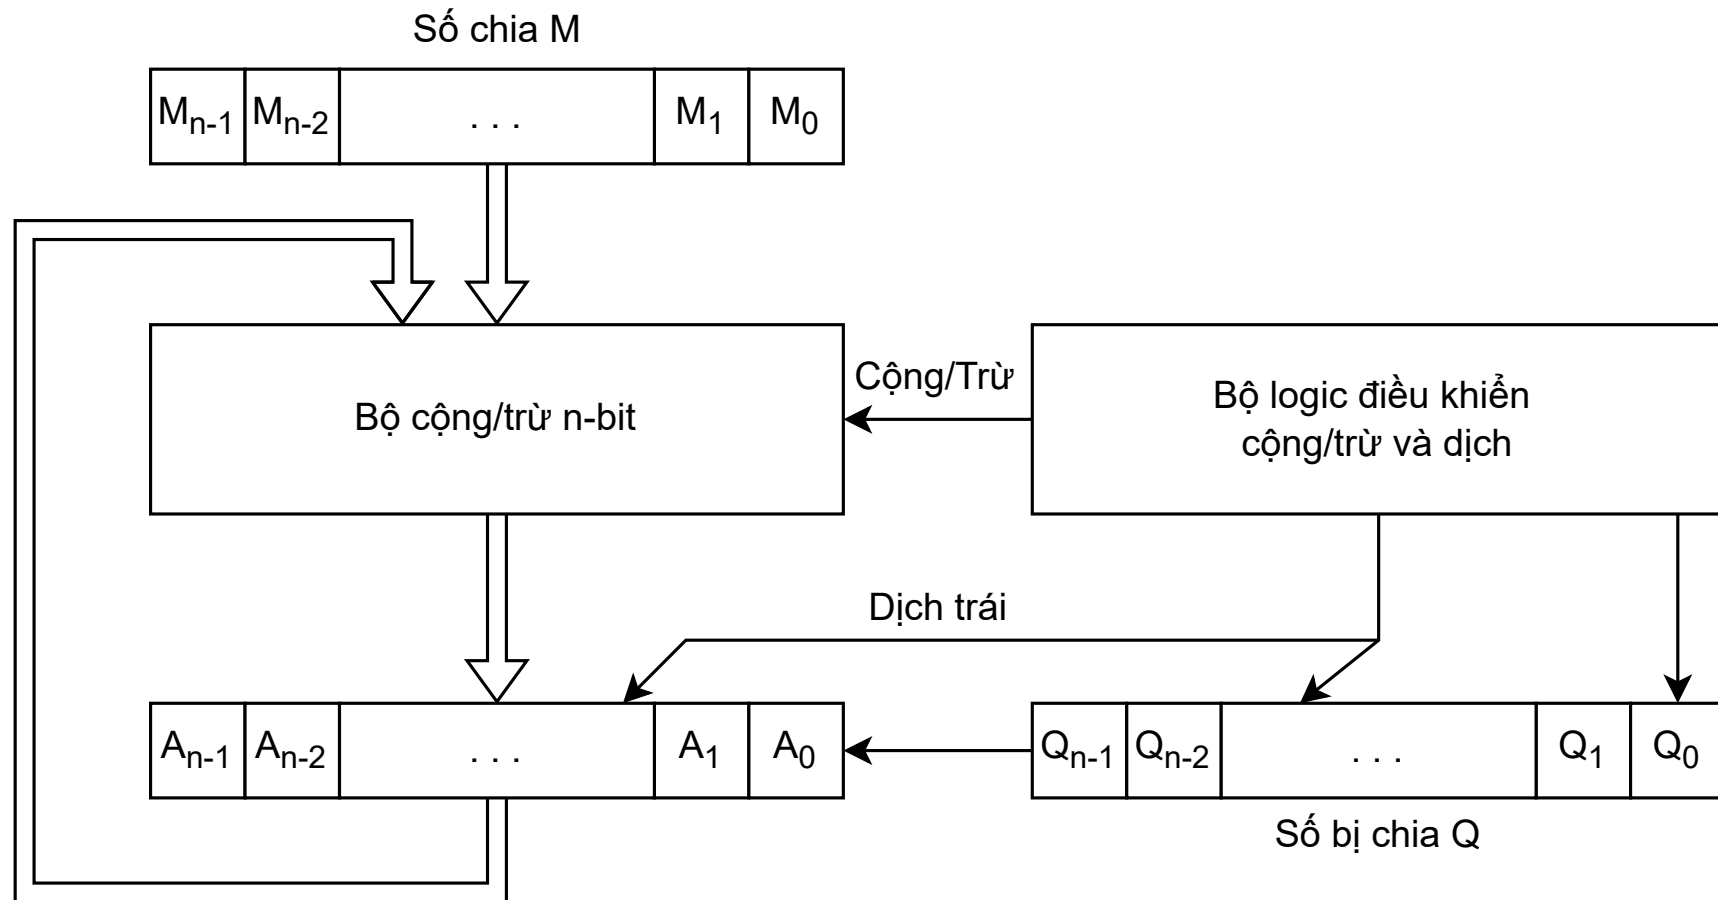 Số chia M
M_{n-1} M_{n-2} . . . M_1 M_0
Cộng/Trừ
Bộ cộng/trừ n-bit
Bộ logic điều khiển
cộng/trừ và dịch
Dịch trái
A_{n-1} A_{n-2} . . . A_1 A_0
Q_{n-1} Q_{n-2} . . . Q_1 Q_0
Số bị chia Q